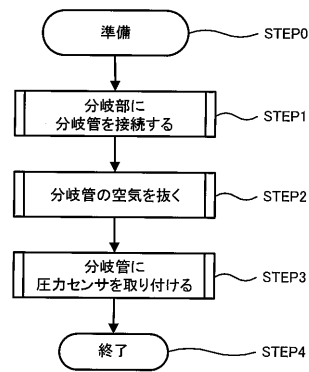 準備
STEP0
分岐部に
分岐管を接続する
STEP1
分岐管の空気を抜く
STEP2
分岐管に
圧力センサを取り付ける
STEP3
終了
STEP4